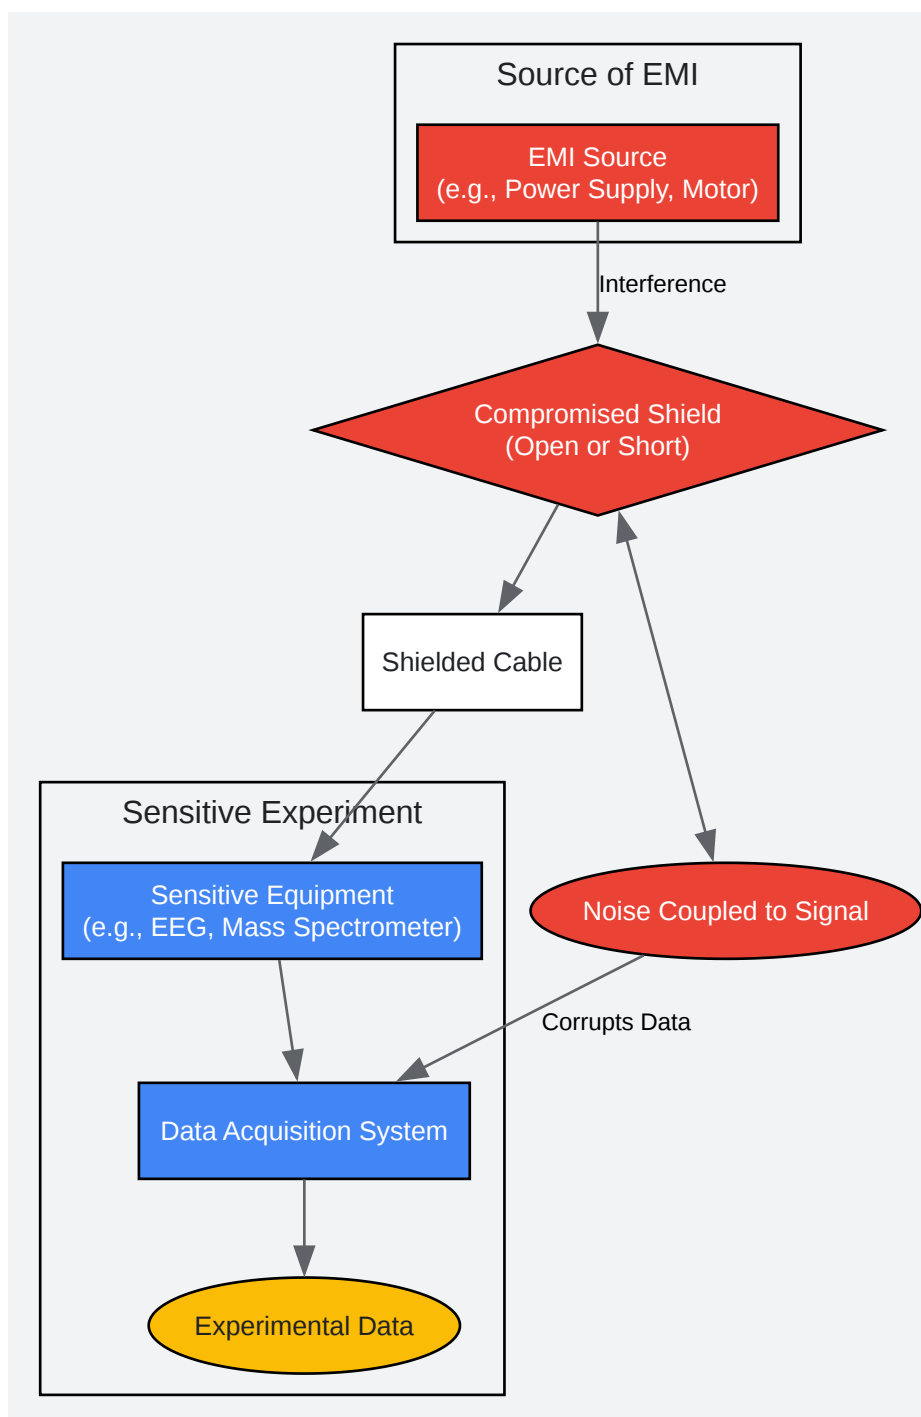 Source of EMI
EMI Source
(e.g., Power Supply, Motor)
Interference
Compromised Shield
(Open or Short)
Shielded Cable
Sensitive Experiment
Sensitive Equipment
(e.g., EEG, Mass Spectrometer)
Noise Coupled to Signal
Corrupts Data
Data Acquisition System
Experimental Data